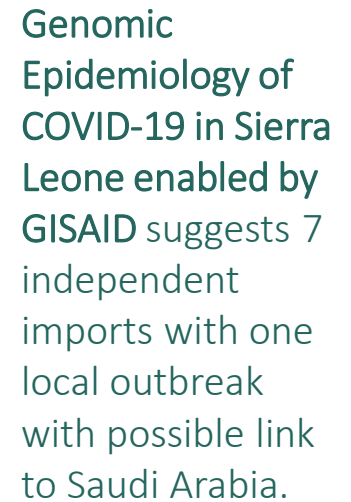 Genomic
Epidemiology of
COVID-19 in Sierra
Leone enabled by
GISAID suggests 7
independent
imports with one
local outbreak
with possible link
to Saudi Arabia.